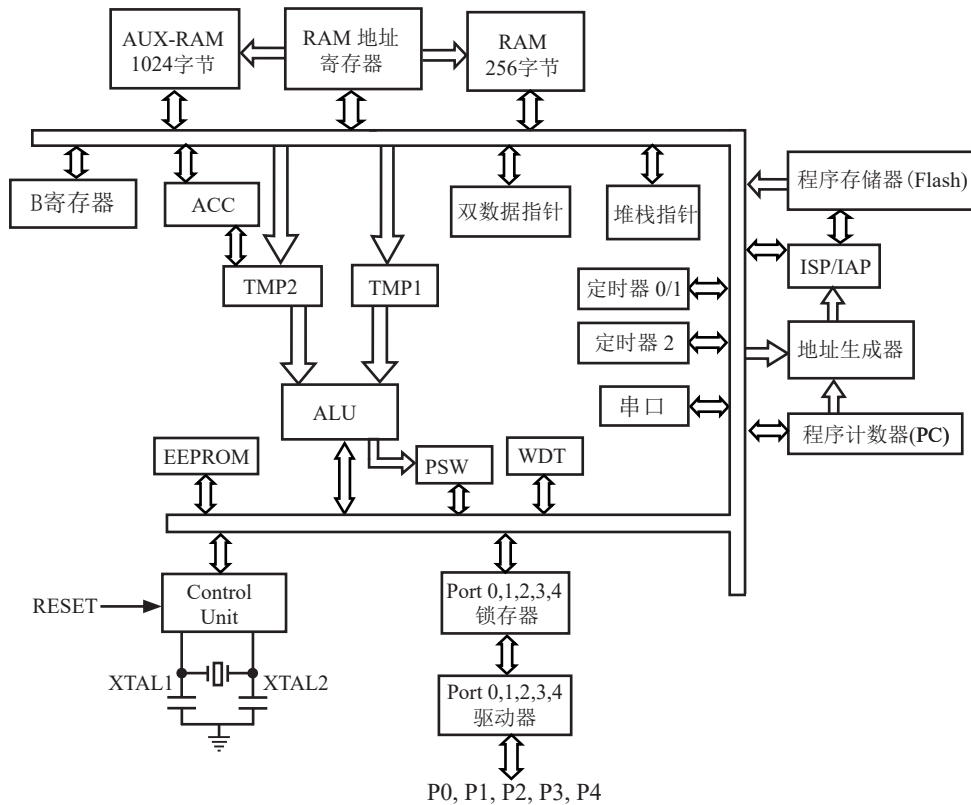 AUX-RAM
1024字节
RAM 地址
寄存器
RAM
256字节
B寄存器
ACC
双数据指针
堆栈指针
程序存储器(Flash)
TMP2
TMP1
ISP/IAP
定时器 0/1
定时器 2
地址生成器
ALU
串口
程序计数器(PC)
EEPROM
PSW
WDT
RESET
Control
Unit
Port 0,1,2,3,4
锁存器
XTAL1
XTAL2
Port 0,1,2,3,4
驱动器
P0, P1, P2, P3, P4